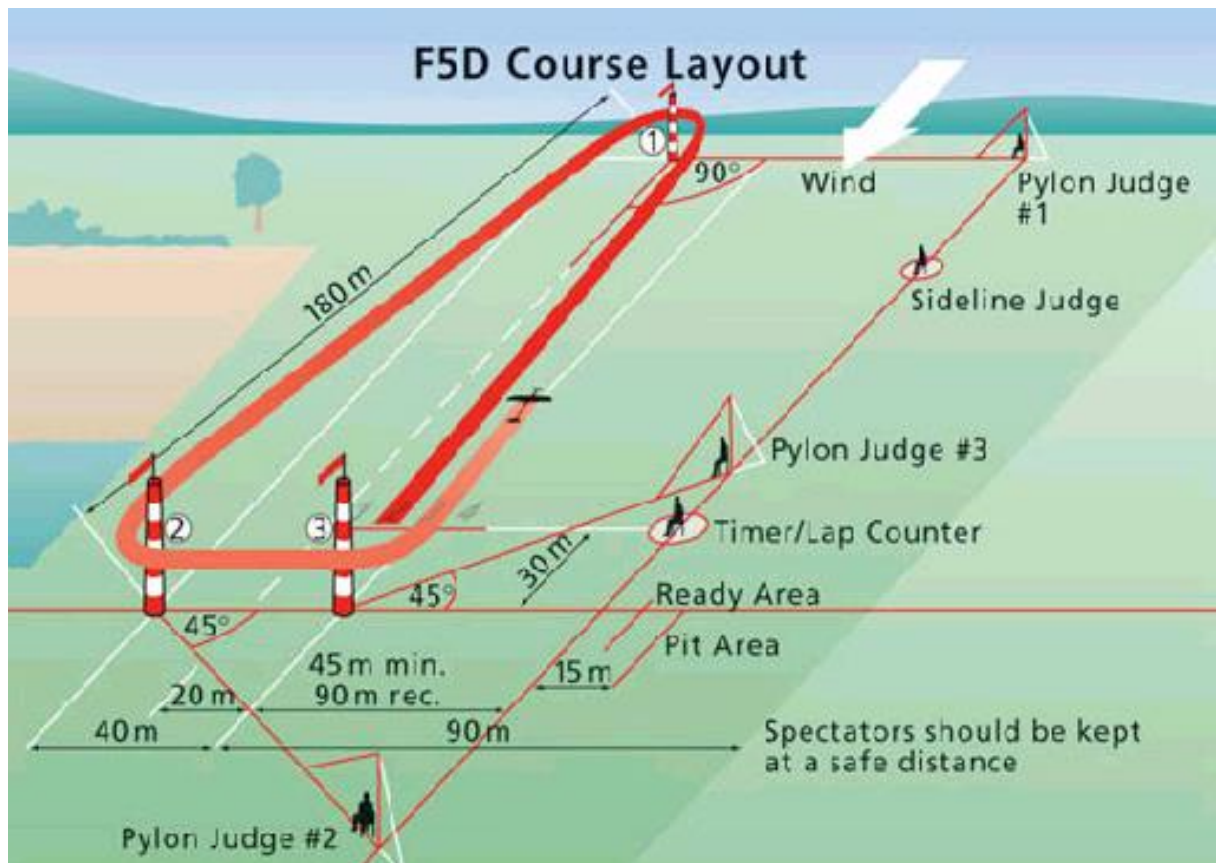 F5D Course Layout
1
90°
Wind
Pylon Judge
#1
180 m
Sideline Judge
Pylon Judge #3
2
3
Timer/Lap Counter
30 m
45°
Ready Area
45°
Pit Area
45 m min.
90 m rec.
15 m
20 m
40 m
90 m
Spectators should be kept
at a safe distance
Pylon Judge #2